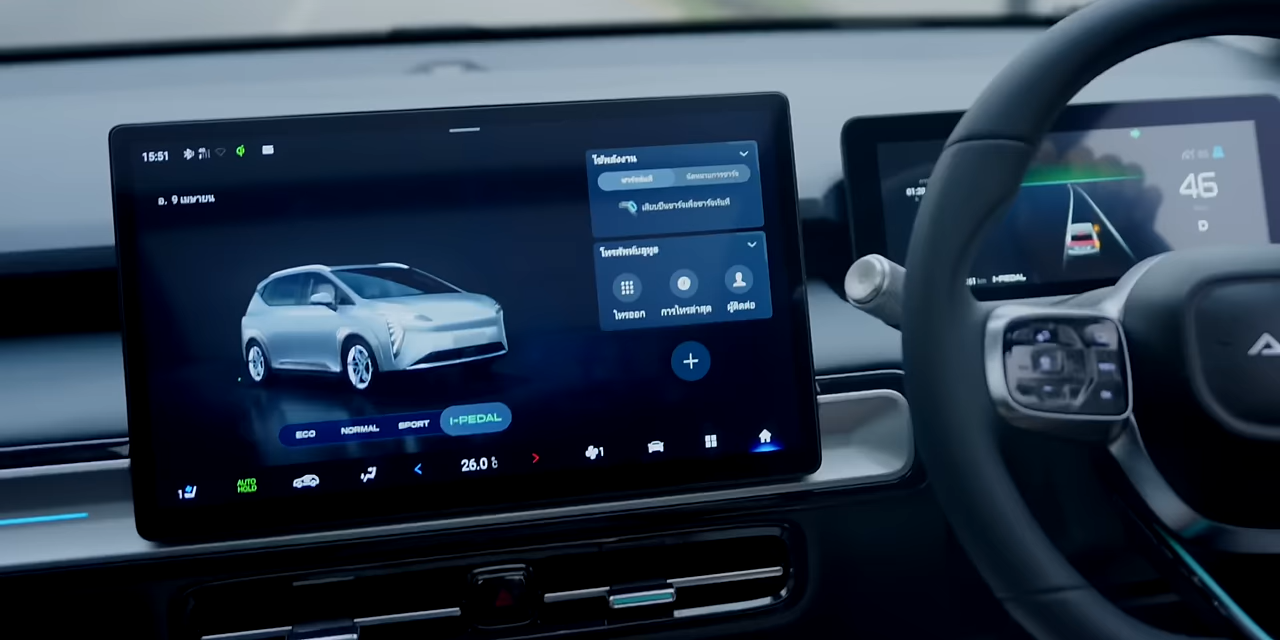 15:51
อ. 9 เมษายน
ใช้พลังงาน
ชาร์จทันที
เสียบปืนชาร์จเพื่อชาร์จทันที
โทรศัพท์บลูทูธ
โทรออก
การโทรล่าสุด
ผู้ติดต่อ
+
ECO NORMAL SPORT I-PEDAL
1 AUTO HOLD < 26.0 > 1
46
D
I-PEDAL